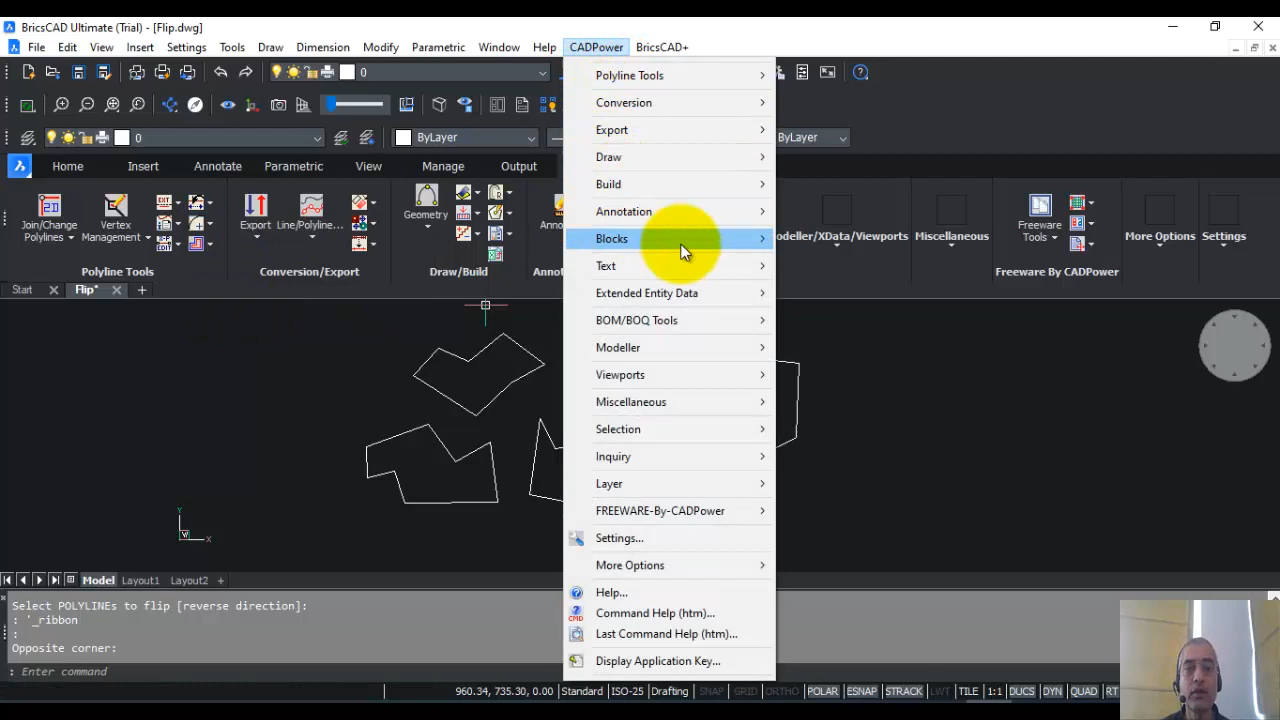 BricsCAD Ultimate (Trial) - [Flip.dwg]
File Edit View Insert Settings Tools Draw Dimension Modify Parametric Window Help CADPower BricsCAD+
0
0 ByLayer ByLayer
Home Insert Annotate Parametric View Manage Output
Join/Change Polylines
Vertex Management
Export
Line/Polyline...
Geometry
Miscellaneous
Freeware Tools
More Options
Settings
Polyline Tools Conversion/Export Draw/Build Freeware By CADPower
Start Flip*
Polyline Tools
Conversion
Export
Draw
Build
Annotation
Blocks
Text
Extended Entity Data
BOM/BOQ Tools
Modeller
Viewports
Miscellaneous
Selection
Inquiry
Layer
FREEWARE-By-CADPower
Settings...
More Options
Help...
Command Help (htm)...
Last Command Help (htm)...
Display Application Key...
Y
W
X
Model Layout1 Layout2
Select POLYLINEs to flip [reverse direction]:
: '_ribbon
:
Opposite corner:
: Enter command
960.34, 735.30, 0.00 Standard ISO-25 Drafting SNAP GRID ORTHO POLAR ESNAP STRACK LWT TILE 1:1 DUCS DYN QUAD RT